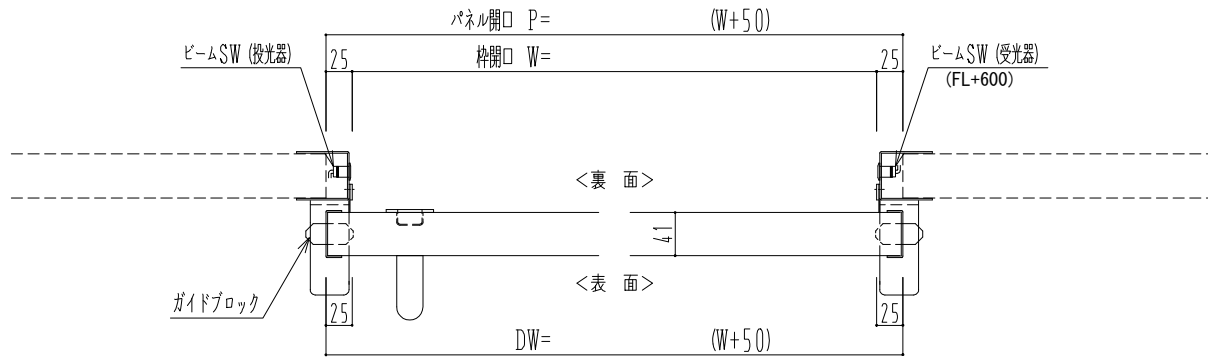 パネル開口 P= (W+50)
ビームSW (投光器)
25
枠開口 W=
25
ビームSW (受光器)
(FL+600)
<裏 面>
41
<表 面>
ガイドブロック
25
25
DW= (W+50)